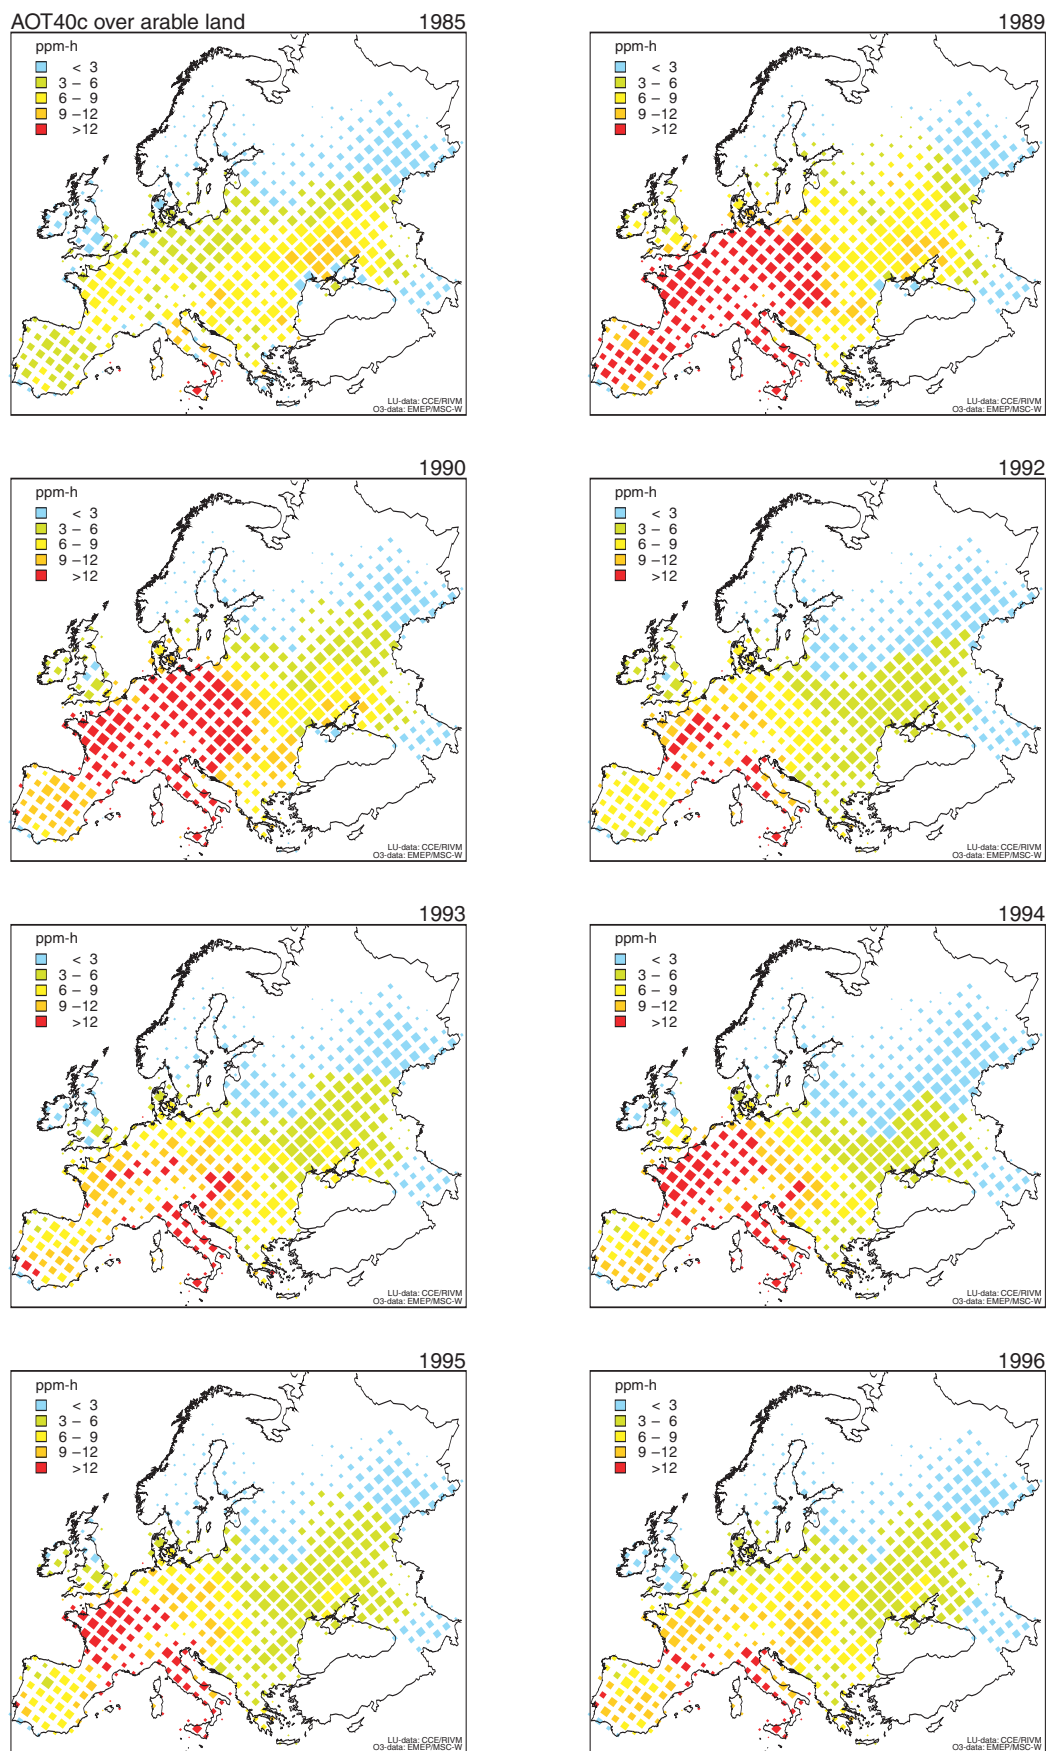 AOT40c over arable land 1985
ppm-h
< 3
3 – 6
6 – 9
9 –12
>12
LU-data: CCE/RIVM
O3-data: EMEP/MSC-W
1989
ppm-h
< 3
3 – 6
6 – 9
9 –12
>12
LU-data: CCE/RIVM
O3-data: EMEP/MSC-W
1990
ppm-h
< 3
3 – 6
6 – 9
9 –12
>12
LU-data: CCE/RIVM
O3-data: EMEP/MSC-W
1992
ppm-h
< 3
3 – 6
6 – 9
9 –12
>12
LU-data: CCE/RIVM
O3-data: EMEP/MSC-W
1993
ppm-h
< 3
3 – 6
6 – 9
9 –12
>12
LU-data: CCE/RIVM
O3-data: EMEP/MSC-W
1994
ppm-h
< 3
3 – 6
6 – 9
9 –12
>12
LU-data: CCE/RIVM
O3-data: EMEP/MSC-W
1995
ppm-h
< 3
3 – 6
6 – 9
9 –12
>12
LU-data: CCE/RIVM
O3-data: EMEP/MSC-W
1996
ppm-h
< 3
3 – 6
6 – 9
9 –12
>12
LU-data: CCE/RIVM
O3-data: EMEP/MSC-W